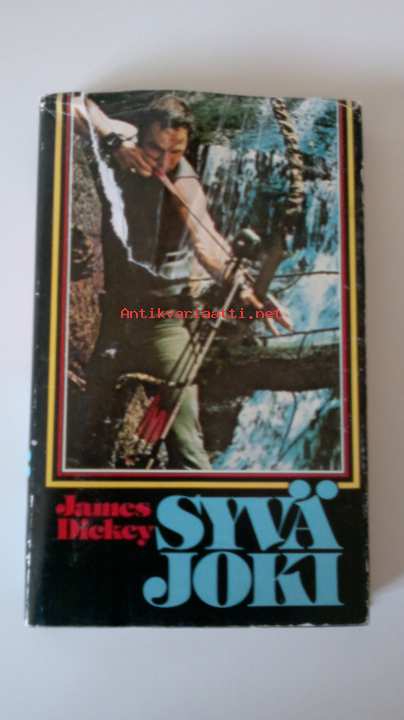 Antikvariaatti.net
James
Dickey
SYVÄ
JOKI